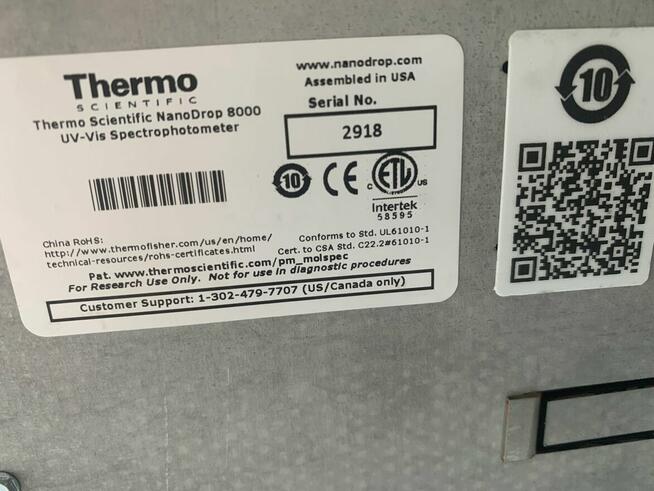 Thermo
SCIENTIFIC
Thermo Scientific NanoDrop 8000
UV-Vis Spectrophotometer
www.nanodrop.com
Assembled in USA
Serial No.
2918
10
CE
C ETL US
Intertek
58595
China RoHS:
http://www.thermofisher.com/us/en/home/
technical-resources/rohs-certificates.html
Conforms to Std. UL61010-1
Cert. to CSA Std. C22.2#61010-1
Pat. www.thermoscientific.com/pm_molspec
For Research Use Only. Not for use in diagnostic procedures
Customer Support: 1-302-479-7707 (US/Canada only)
10